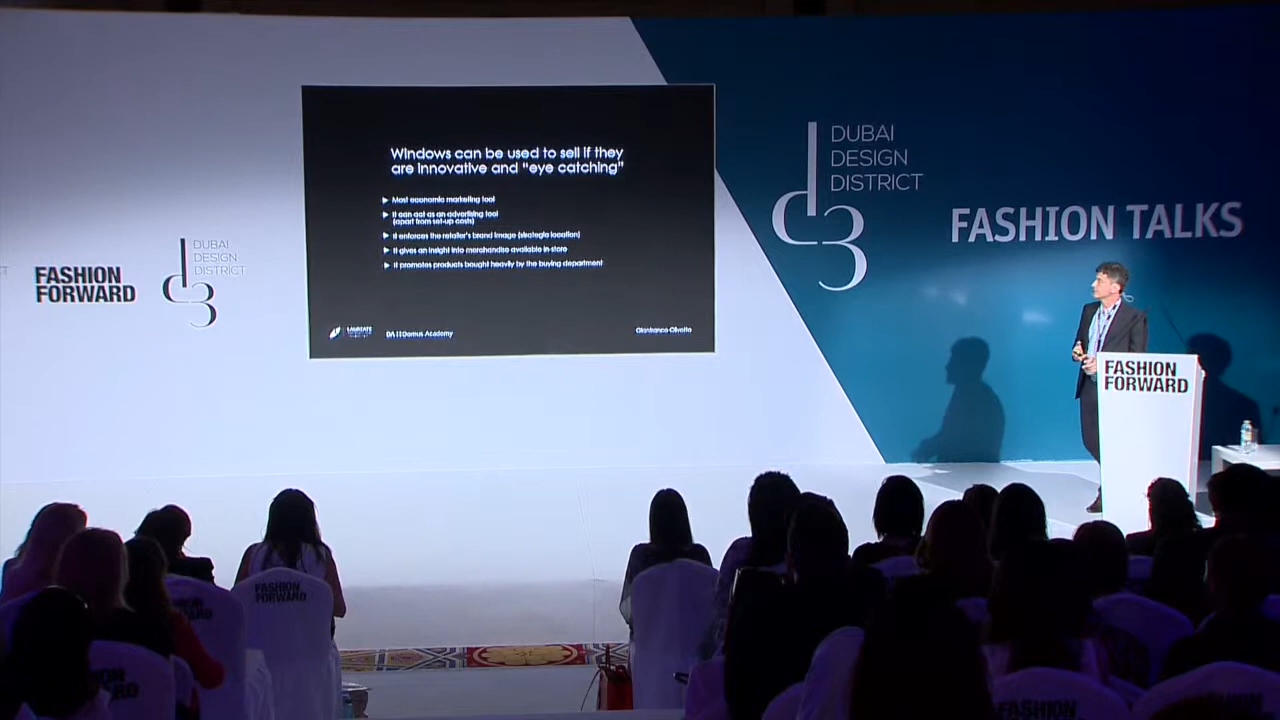 Windows can be used to sell if they
are innovative and "eye catching"
▶ Most economic marketing tool
▶ It can act as an advertising tool
(apart from set-up costs)
▶ It enforces the retailer's brand image (strategic location)
▶ It gives an insight into merchandise available in-store
▶ It promotes products bought heavily by the buying department
LAUREATE
DA | | Domus Academy
Gianfranco Olivotto
FASHION
FORWARD
d3
DUBAI
DESIGN
DISTRICT
d3
DUBAI
DESIGN
DISTRICT
FASHION TALKS
FASHION
FORWARD
FASHION
FORWARD
FASHION